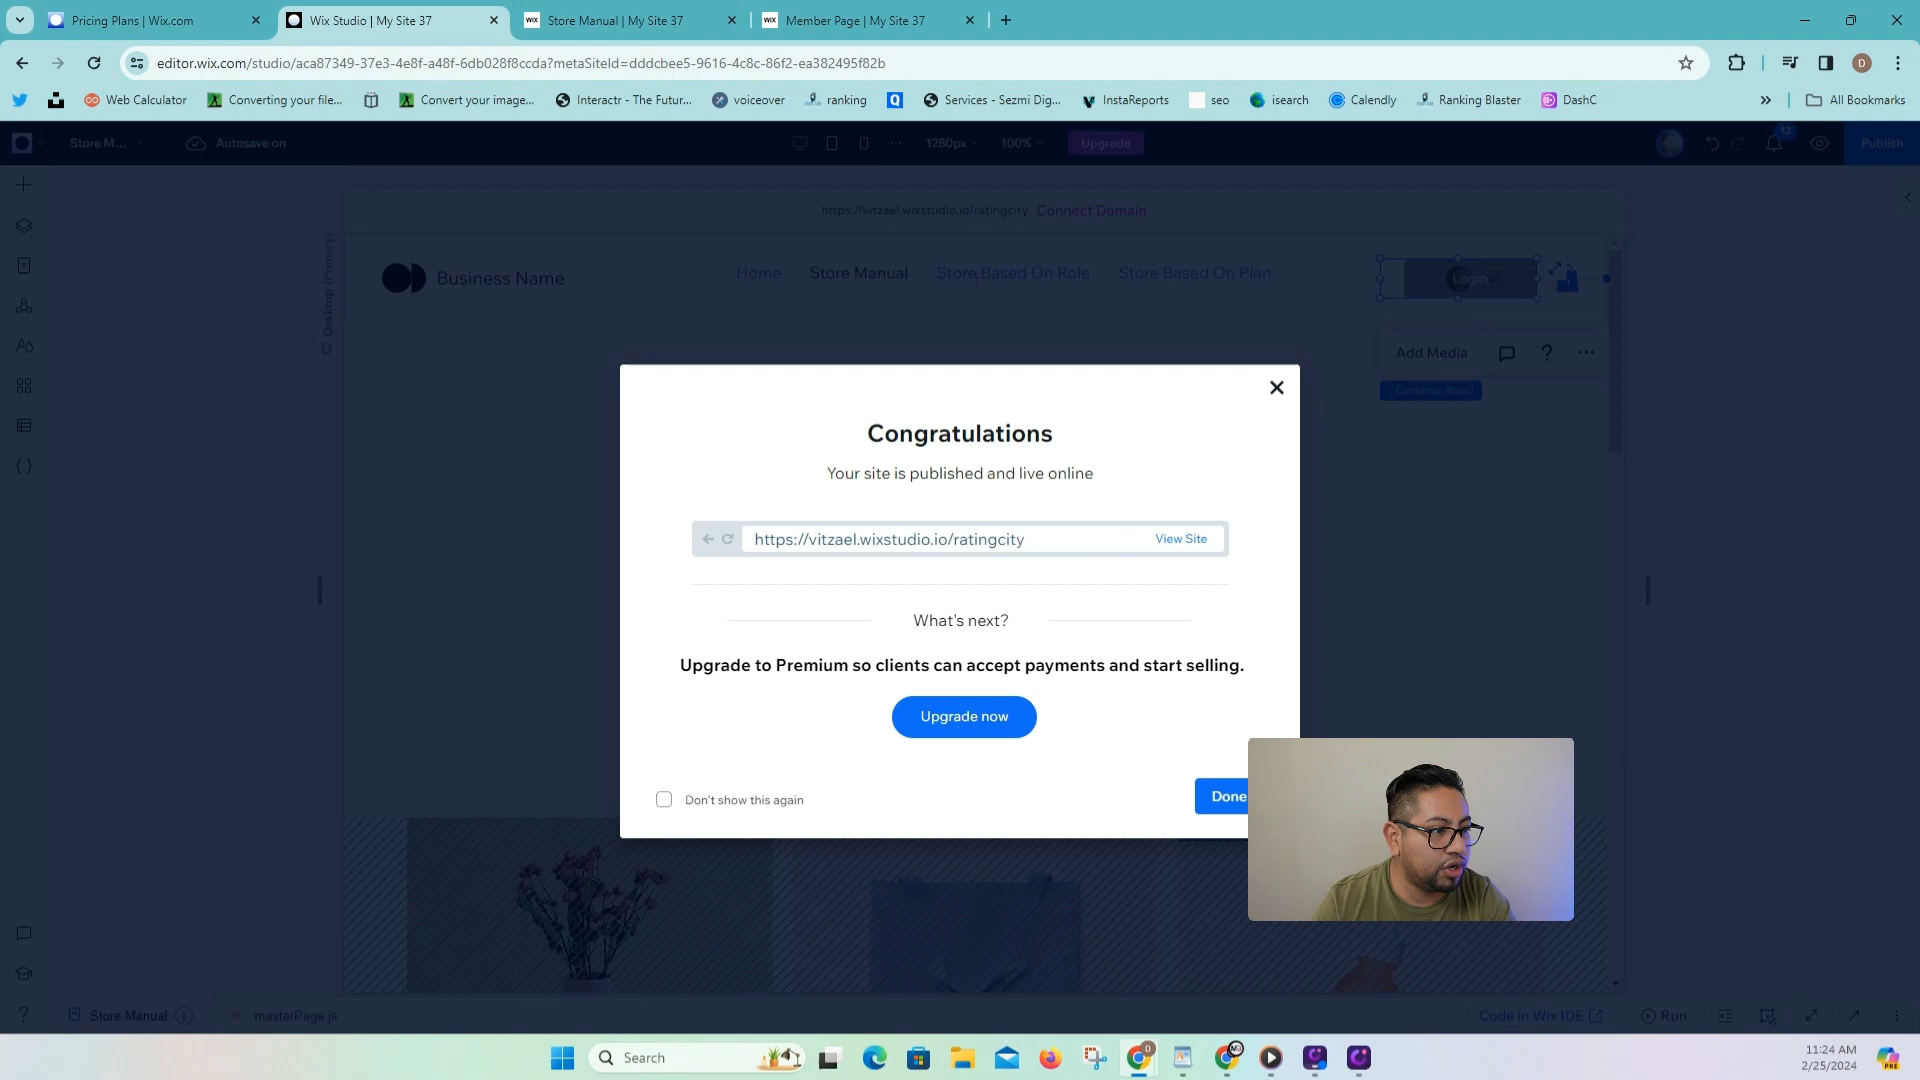 Pricing Plans | Wix.com
Wix Studio | My Site 37
WIX Store Manual | My Site 37
WIX Member Page | My Site 37
editor.wix.com/studio/aca87349-37e3-4e8f-a48f-6db028f8ccda?metaSiteId=dddcbee5-9616-4c8c-86f2-ea382495f82b
D
Web Calculator
Converting your file...
Convert your image...
Interactr - The Futur...
voiceover
ranking
Q
Services - Sezmi Dig...
InstaReports
seo
isearch
Calendly
Ranking Blaster
DashC
All Bookmarks
Store M...
Autosave on
1280px
100%
Upgrade
12
Publish
https://vitzael.wixstudio.io/ratingcity Connect Domain
Desktop (Primary)
Business Name
Home
Store Manual
Store Based On Role
Store Based On Plan
Login
Add Media
Congratulations
Your site is published and live online
https://vitzael.wixstudio.io/ratingcity
View Site
What's next?
Upgrade to Premium so clients can accept payments and start selling.
Upgrade now
Don't show this again
Done
Store Manual
masterPage.js
Code in Wix IDE
Run
Search
11:24 AM
2/25/2024
PRE